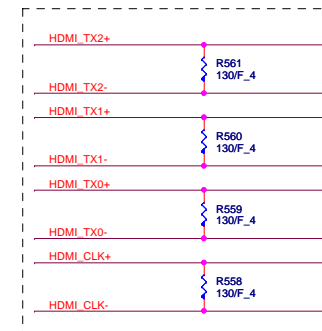 HDMI_TX2+
R561
130/F_4
HDMI_TX2-
HDMI_TX1+
R560
130/F_4
HDMI_TX1-
HDMI_TX0+
R559
130/F_4
HDMI_TX0-
HDMI_CLK+
R558
130/F_4
HDMI_CLK-